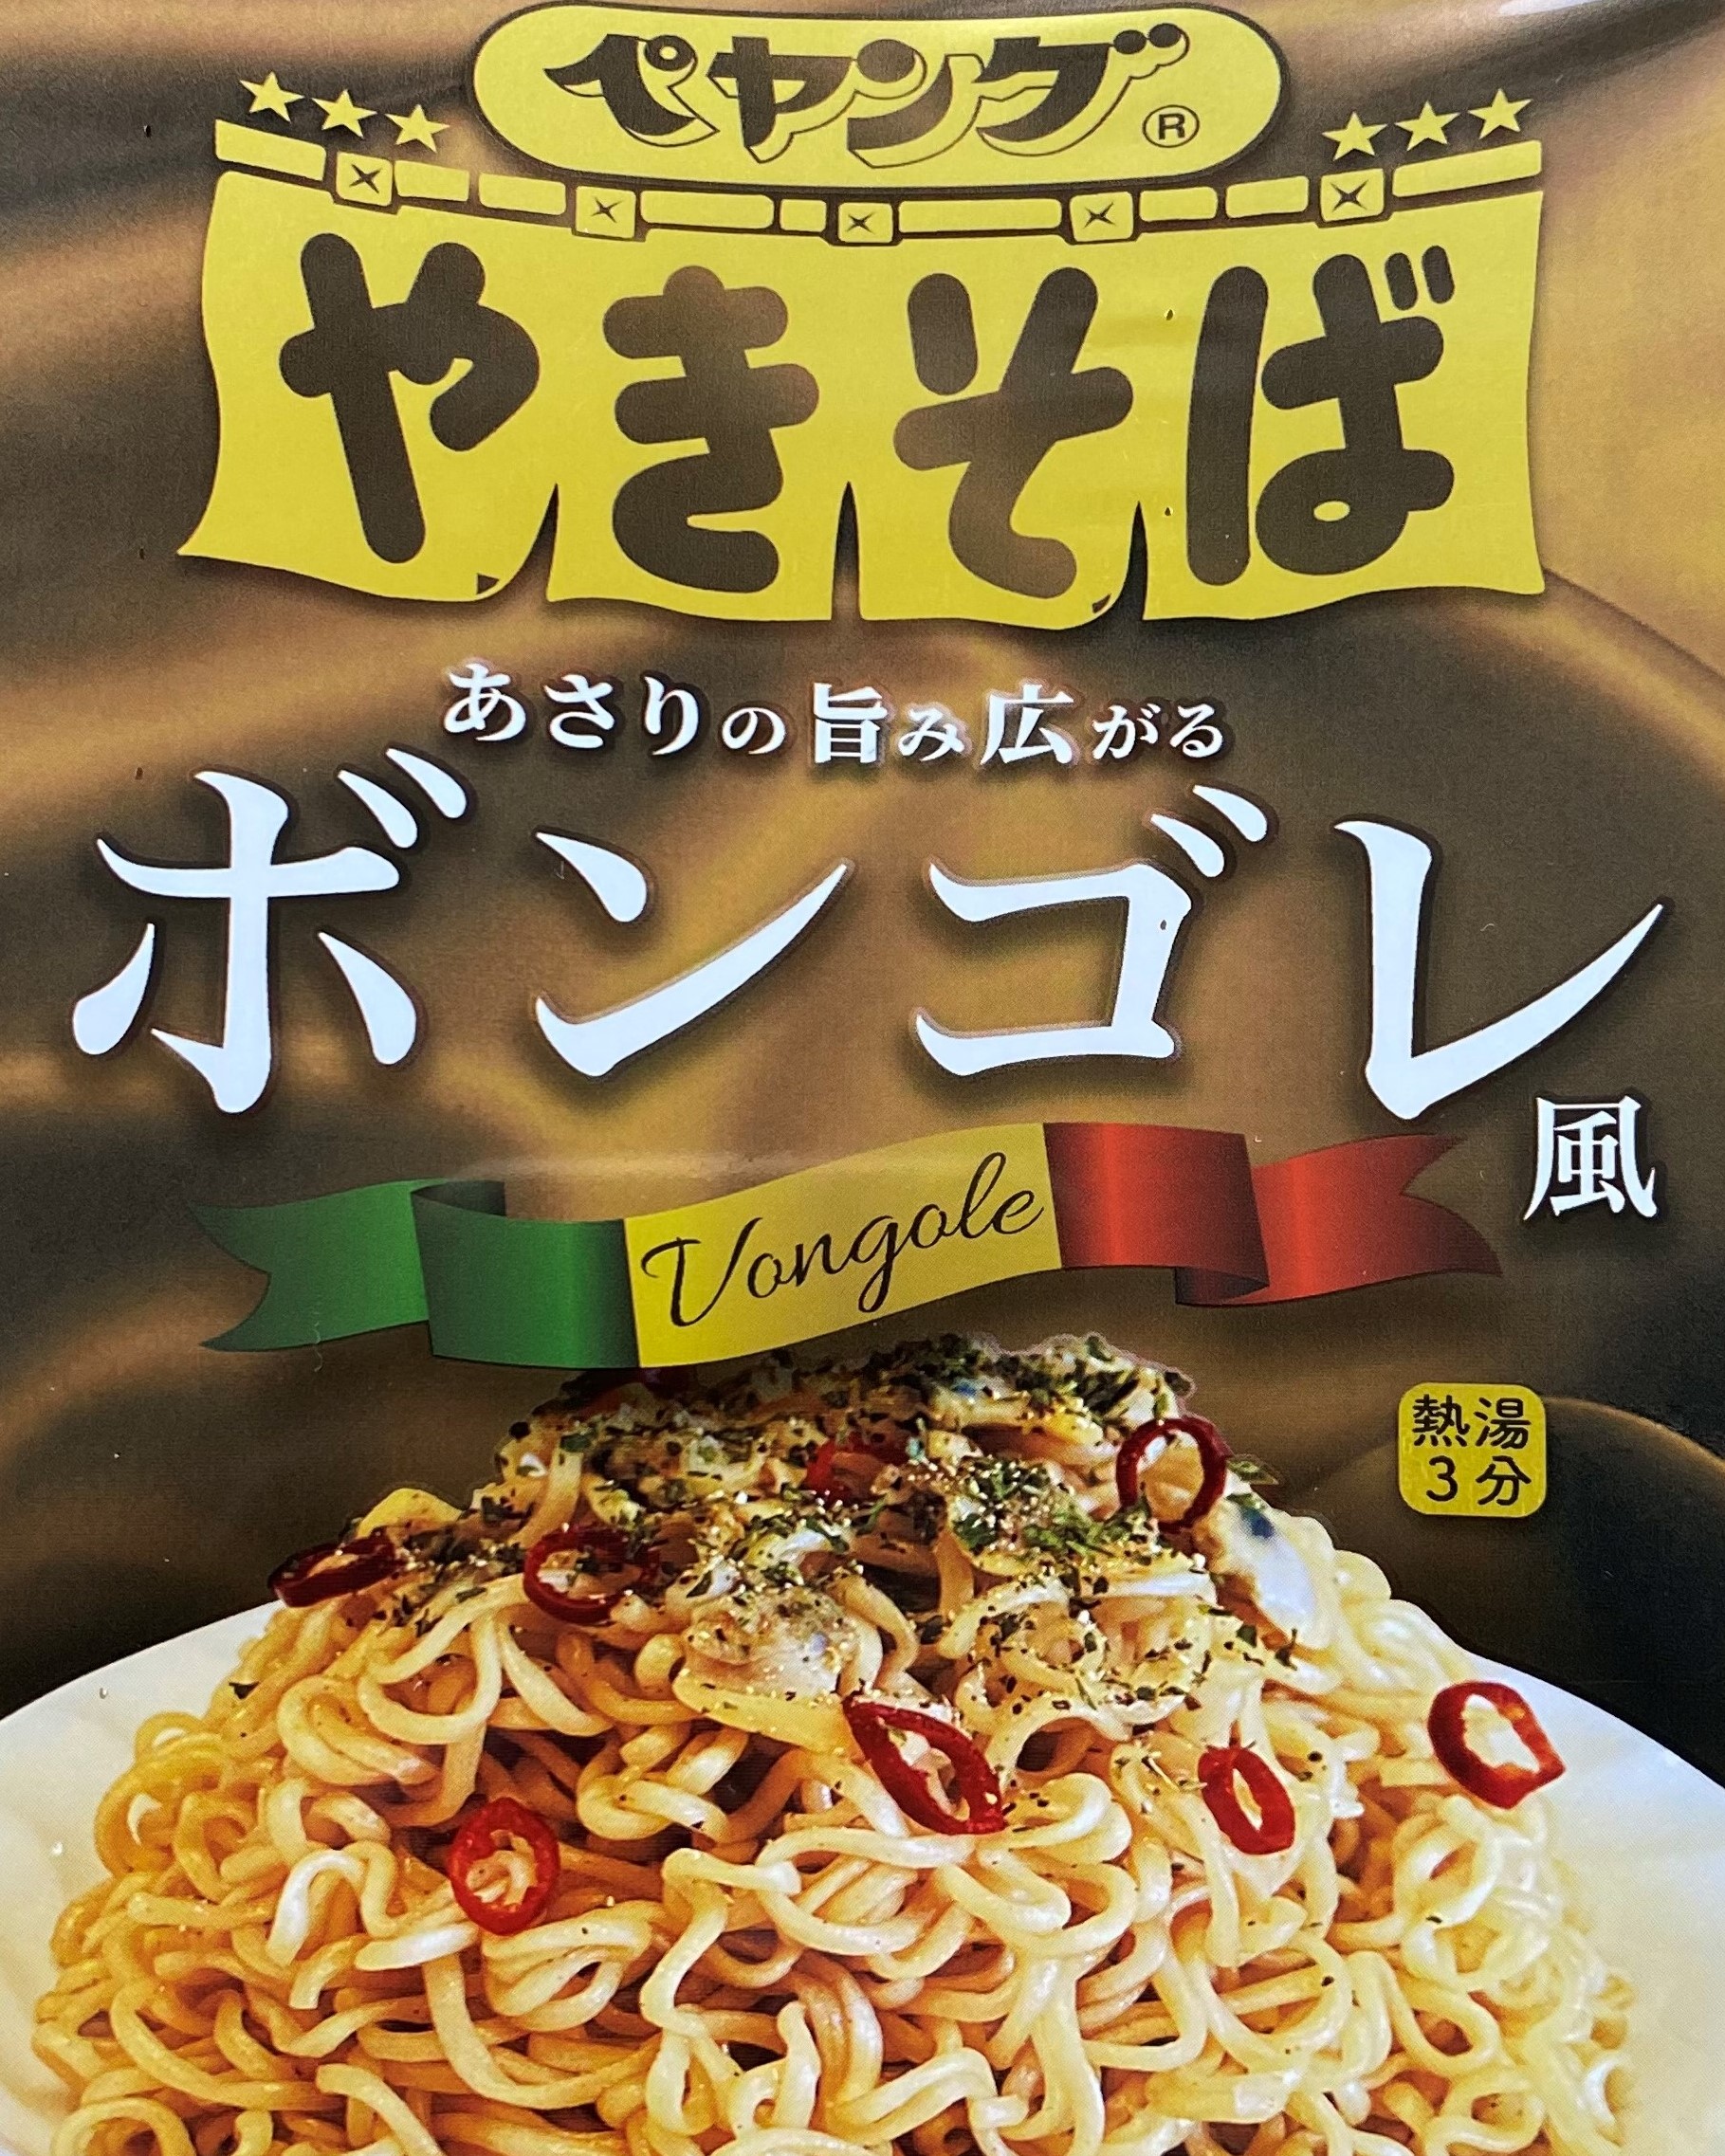 ペヤング®
やきそば
あさりの旨み広がる
ボンゴレ風
Vongole
熱湯
3分